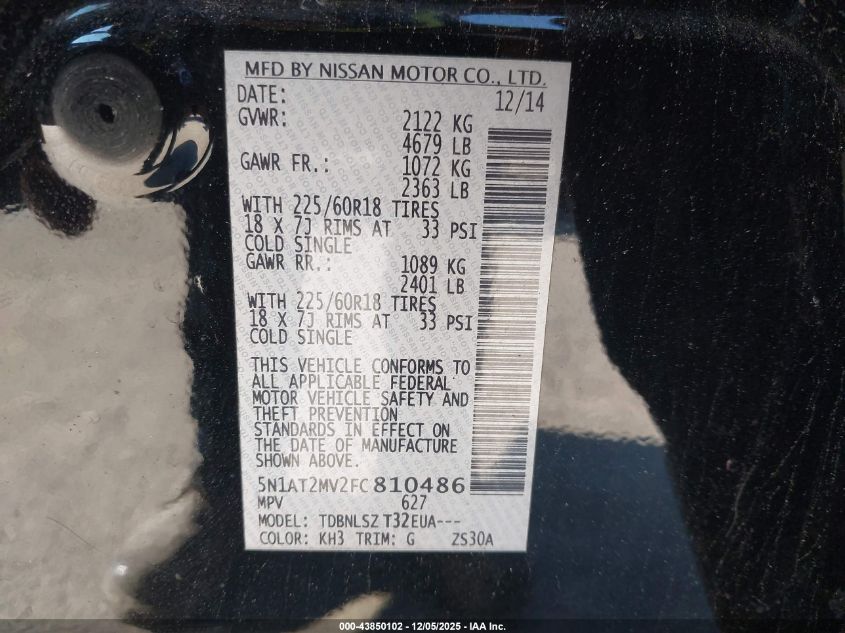 MFD BY NISSAN MOTOR CO., LTD.
DATE: 12/14
GVWR: 2122 KG
4679 LB
GAWR FR.: 1072 KG
2363 LB
WITH 225/60R18 TIRES
18 X 7J RIMS AT 33 PSI
COLD SINGLE
GAWR RR.: 1089 KG
2401 LB
WITH 225/60R18 TIRES
18 X 7J RIMS AT 33 PSI
COLD SINGLE
THIS VEHICLE CONFORMS TO
ALL APPLICABLE FEDERAL
MOTOR VEHICLE SAFETY AND
THEFT PREVENTION
STANDARDS IN EFFECT ON
THE DATE OF MANUFACTURE
SHOWN ABOVE.
5N1AT2MV2FC810486
MPV 627
MODEL: TDBNLSZ T32EUA---
COLOR: KH3 TRIM: G ZS30A
000-43850102 - 12/05/2025 - IAA Inc.